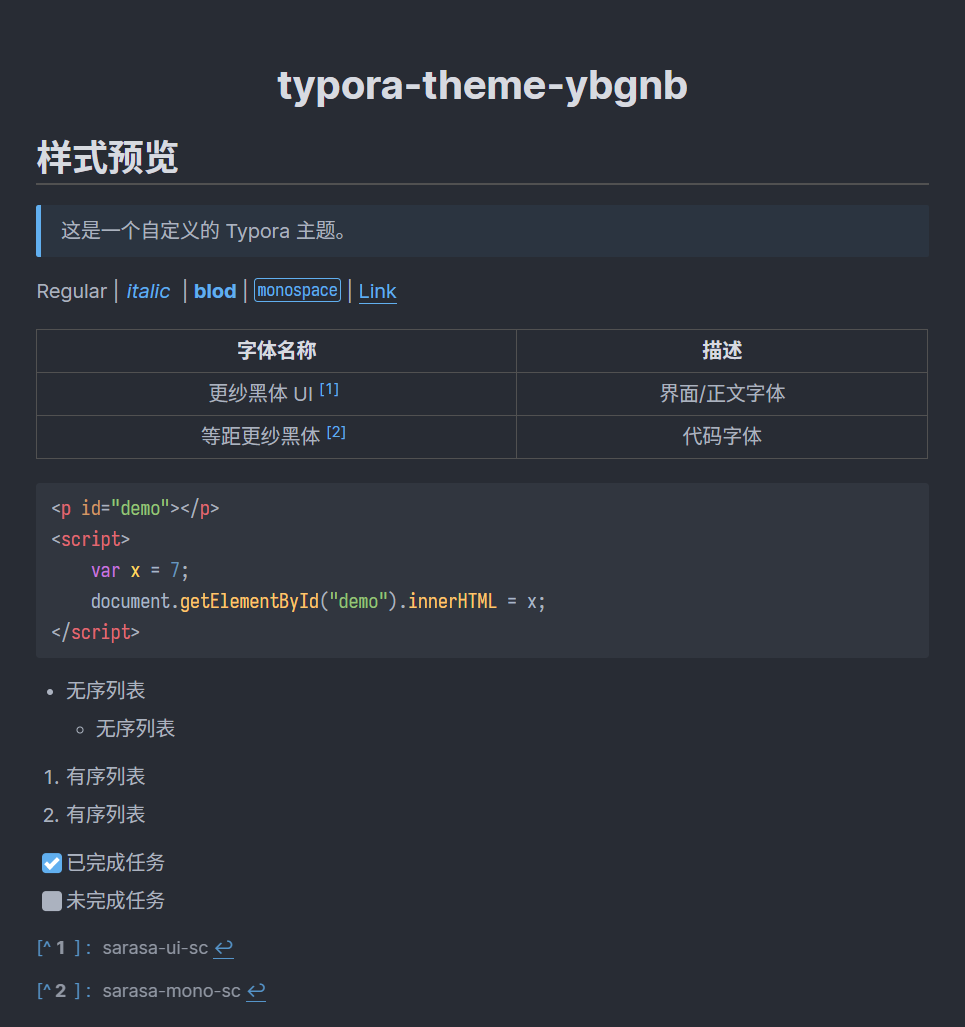 typora-theme-ybgnb
样式预览
这是一个自定义的 Typora 主题。
Regular | italic | blod | monospace | Link
字体名称 描述
更纱黑体 UI [1] 界面/正文字体
等距更纱黑体 [2] 代码字体
<p id="demo"></p>
<script>
    var x = 7;
    document.getElementById("demo").innerHTML = x;
</script>
• 无序列表
◦ 无序列表
1. 有序列表
2. 有序列表
已完成任务
未完成任务
[^ 1 ]： sarasa-ui-sc ↩
[^ 2 ]： sarasa-mono-sc ↩